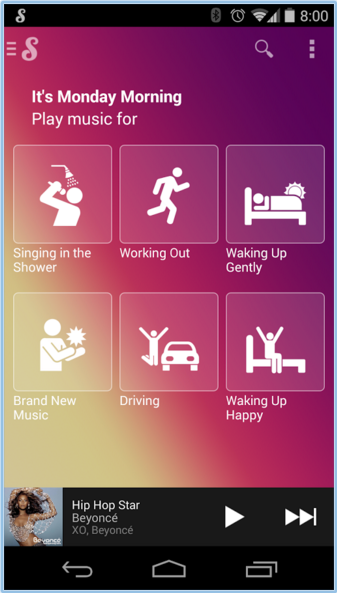 S
8:00
S
It's Monday Morning
Play music for
Singing in the
Shower
Working Out
Waking Up
Gently
Brand New
Music
Driving
Waking Up
Happy
Beyoncé
Hip Hop Star
Beyoncé
XO, Beyoncé